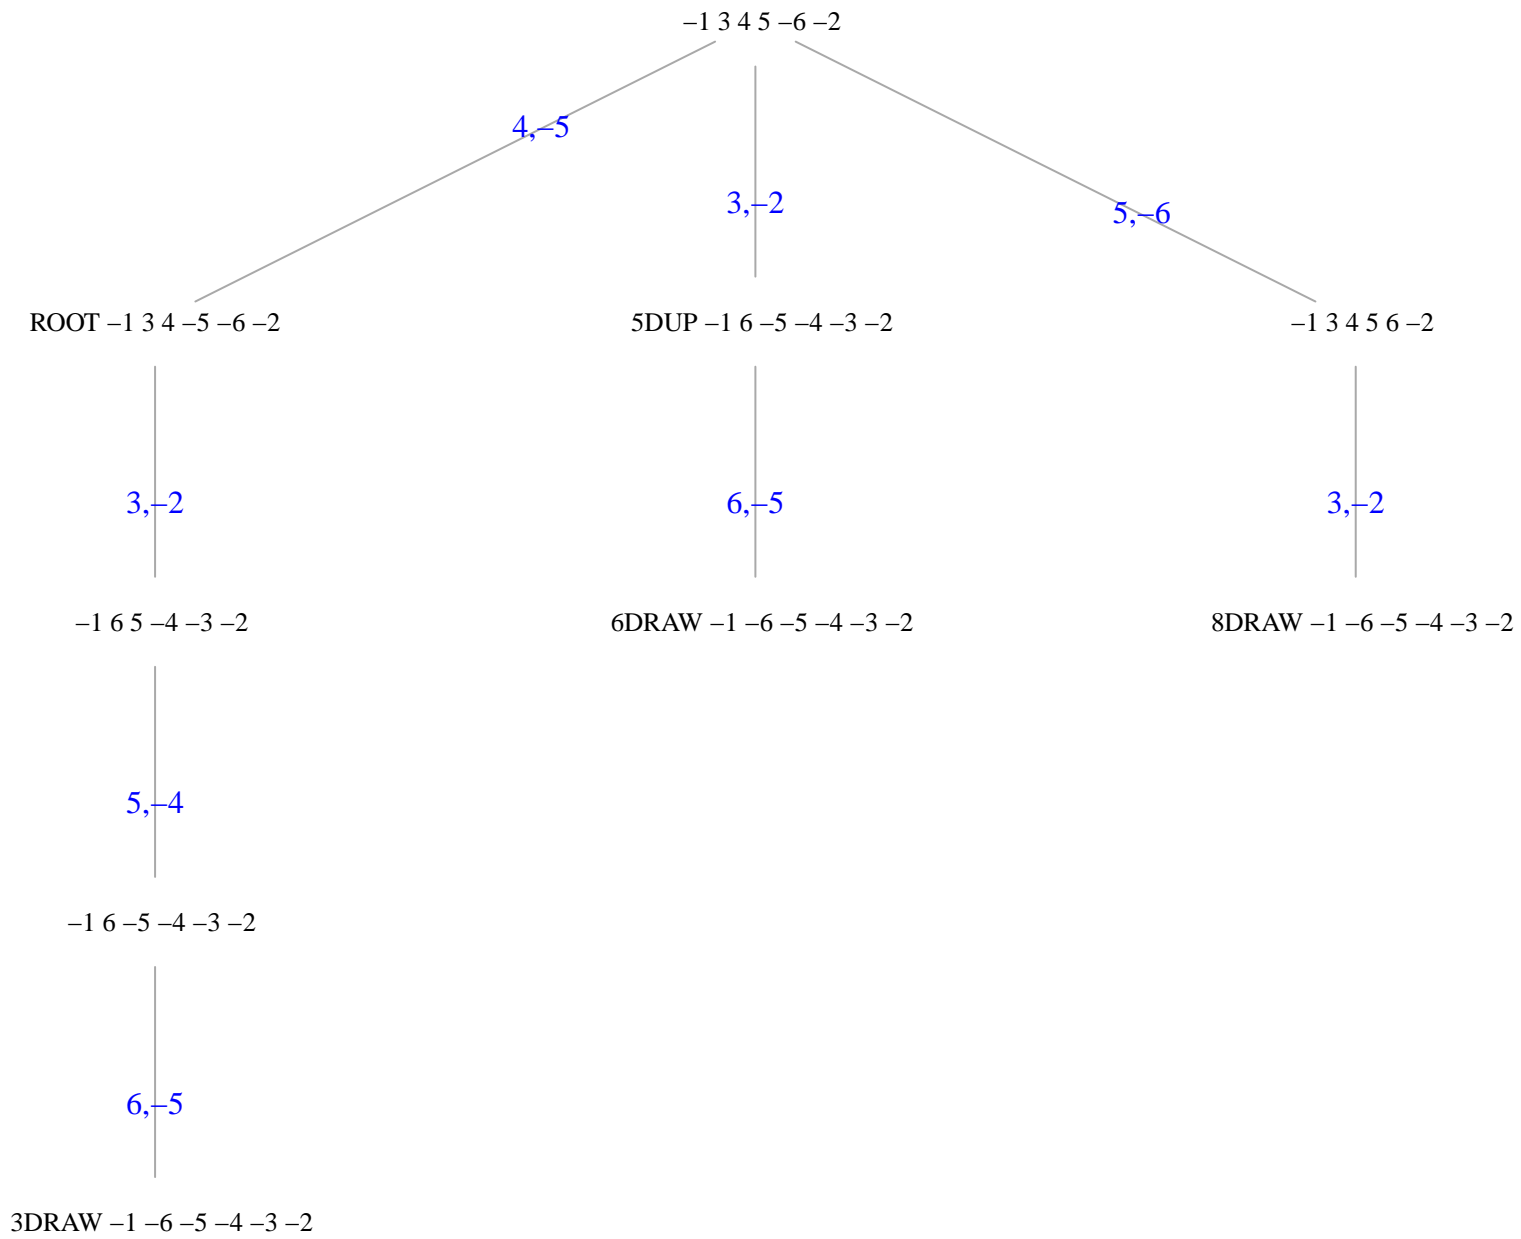 –1 3 4 5 –6 –2
4,–5
3,–2
5,–6
ROOT –1 3 4 –5 –6 –2
5DUP –1 6 –5 –4 –3 –2
–1 3 4 5 6 –2
3,–2
6,–5
3,–2
–1 6 5 –4 –3 –2
6DRAW –1 –6 –5 –4 –3 –2
8DRAW –1 –6 –5 –4 –3 –2
5,–4
–1 6 –5 –4 –3 –2
6,–5
3DRAW –1 –6 –5 –4 –3 –2